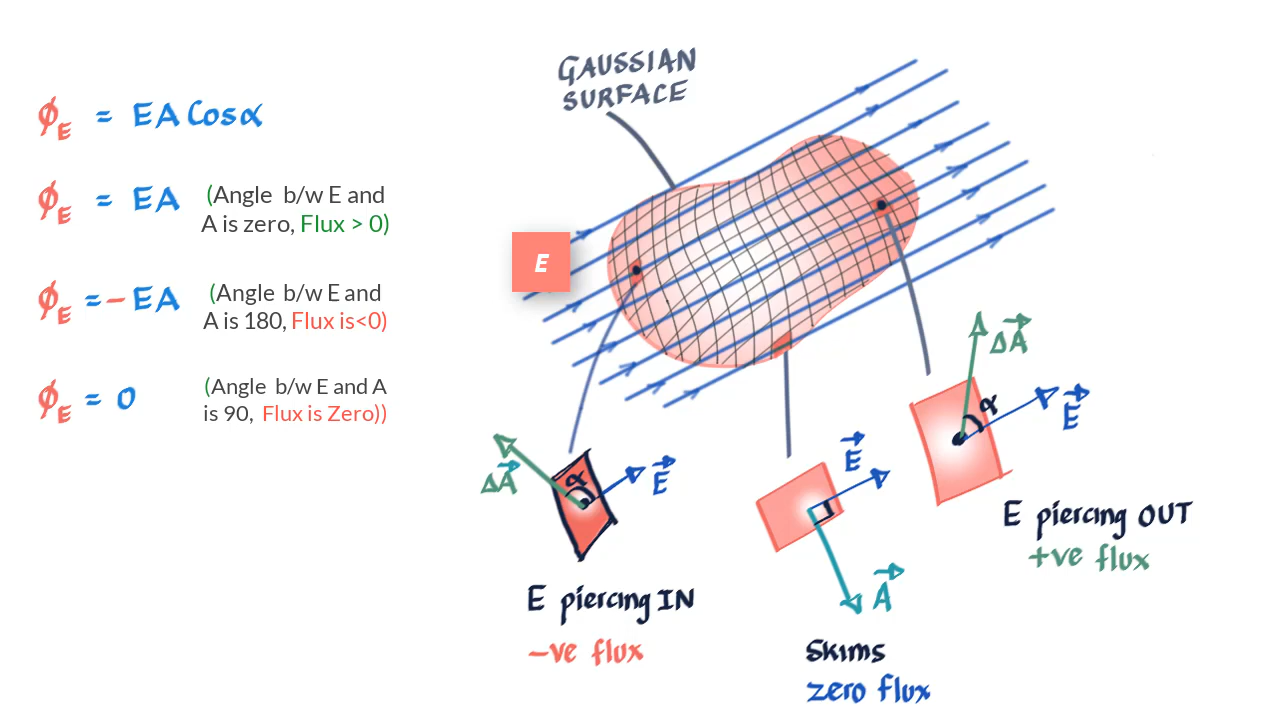 GAUSSIAN
SURFACE
ϕE = EA Cosα
ϕE = EA (Angle b/w E and
A is zero, Flux > 0)
ϕE = - EA (Angle b/w E and
A is 180, Flux is<0)
ϕE = 0 (Angle b/w E and A
is 90, Flux is Zero))
E
ΔA⃗
α
E⃗
E piercing IN
-ve flux
E⃗
A⃗
Skims
zero flux
ΔA⃗
α
E⃗
E piercing OUT
+ve flux